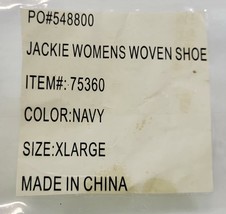 PO#548800
JACKIE WOMENS WOVEN SHOE
ITEM#: 75360
COLOR:NAVY
SIZE:XLARGE
MADE IN CHINA